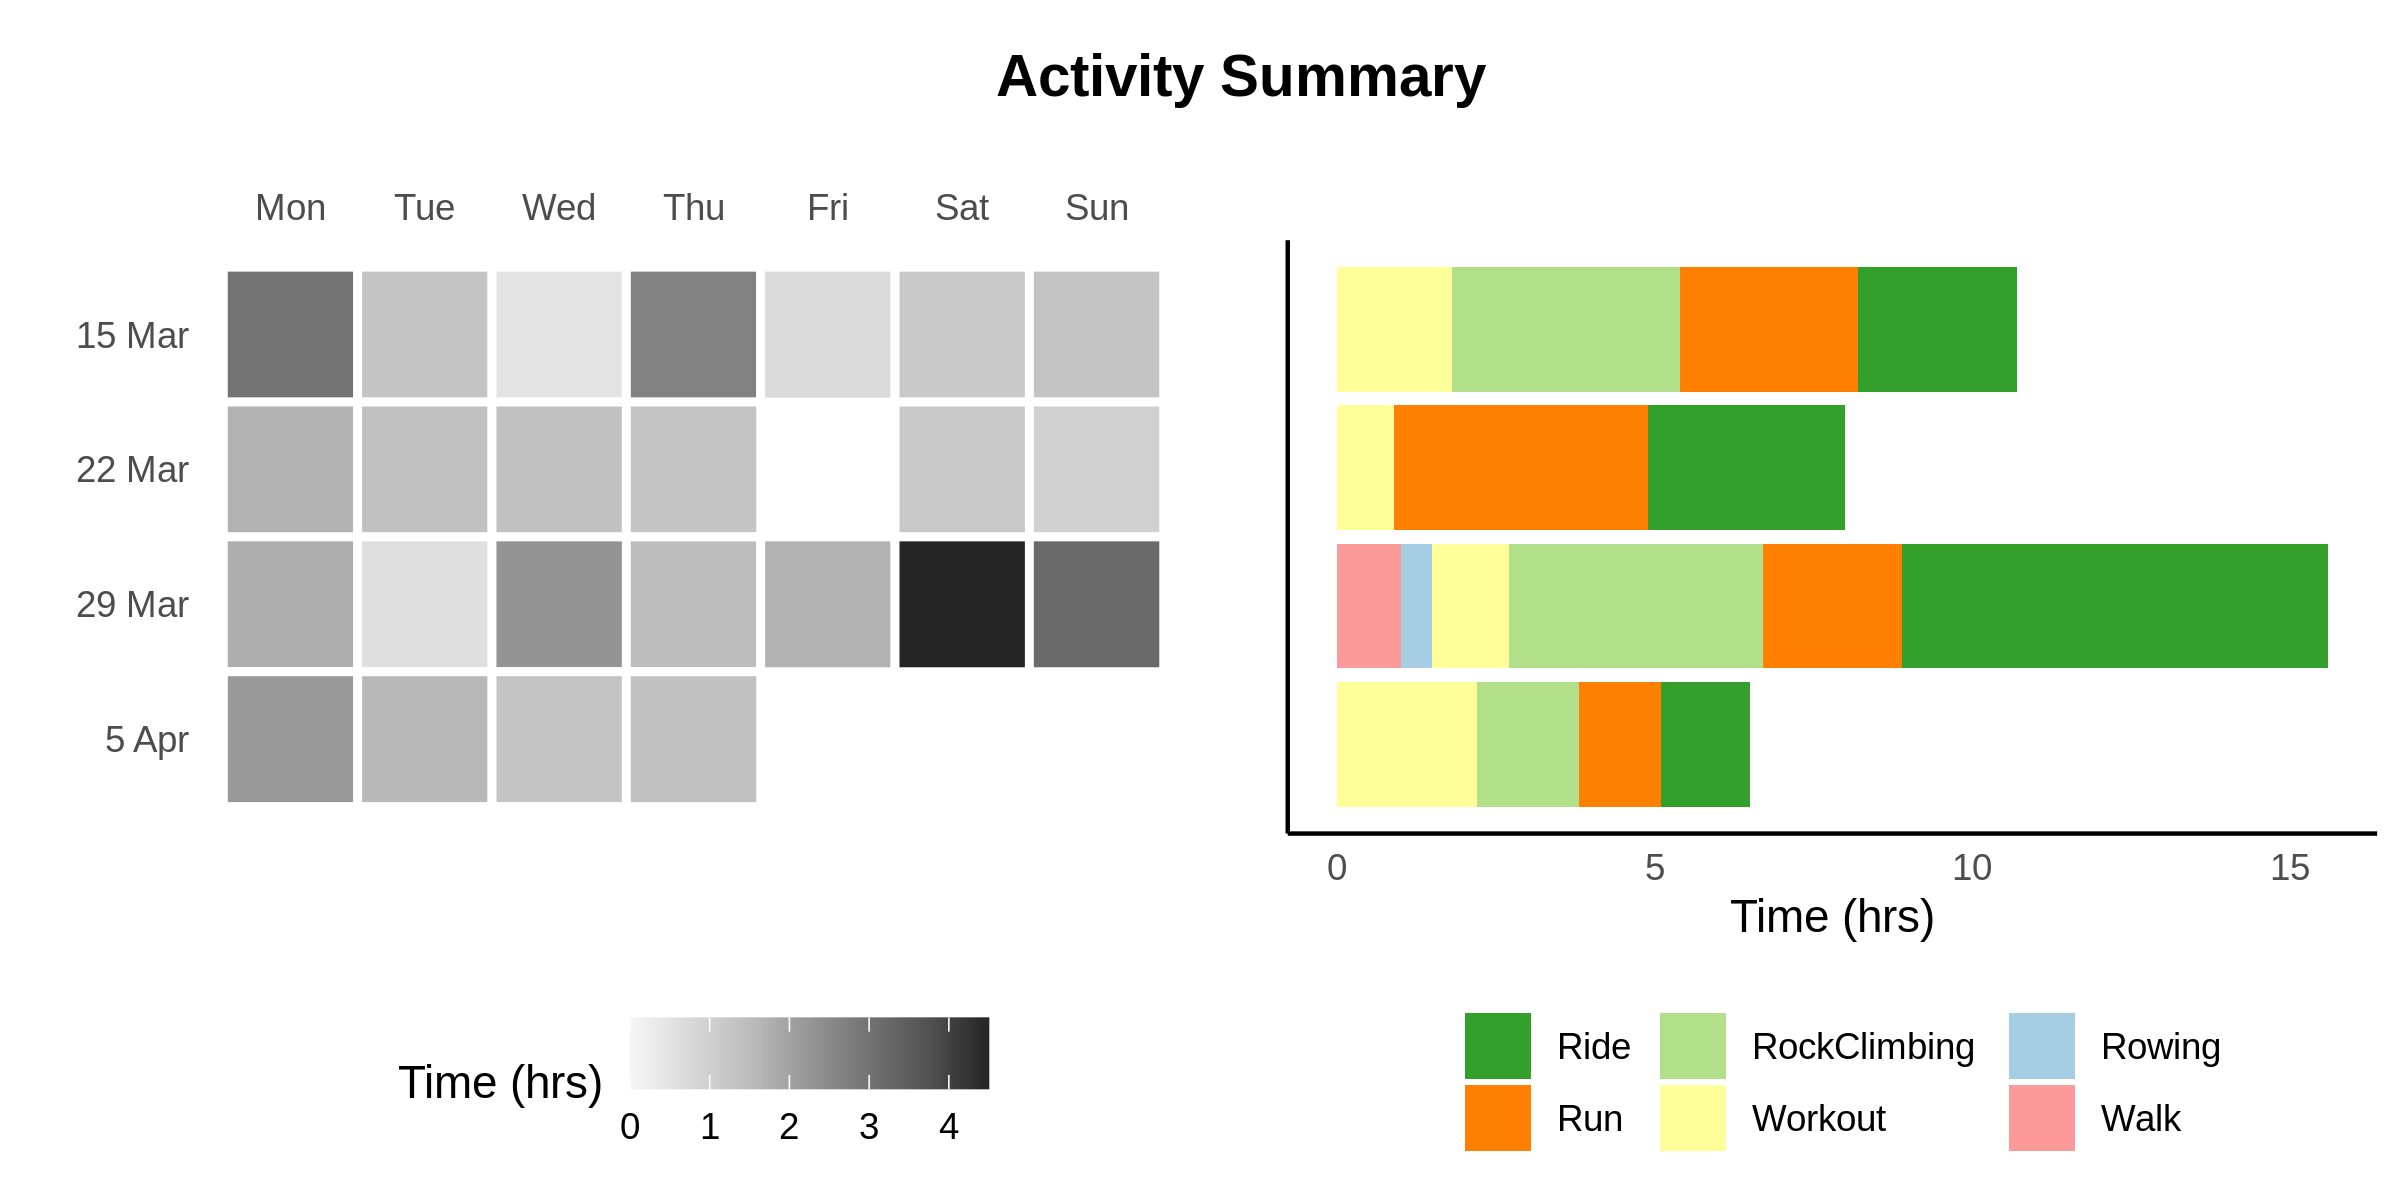 Activity Summary
Mon Tue Wed Thu Fri Sat Sun
15 Mar
22 Mar
29 Mar
5 Apr
0 5 10 15
Time (hrs)
Time (hrs)
0 1 2 3 4
Ride RockClimbing Rowing
Run Workout Walk